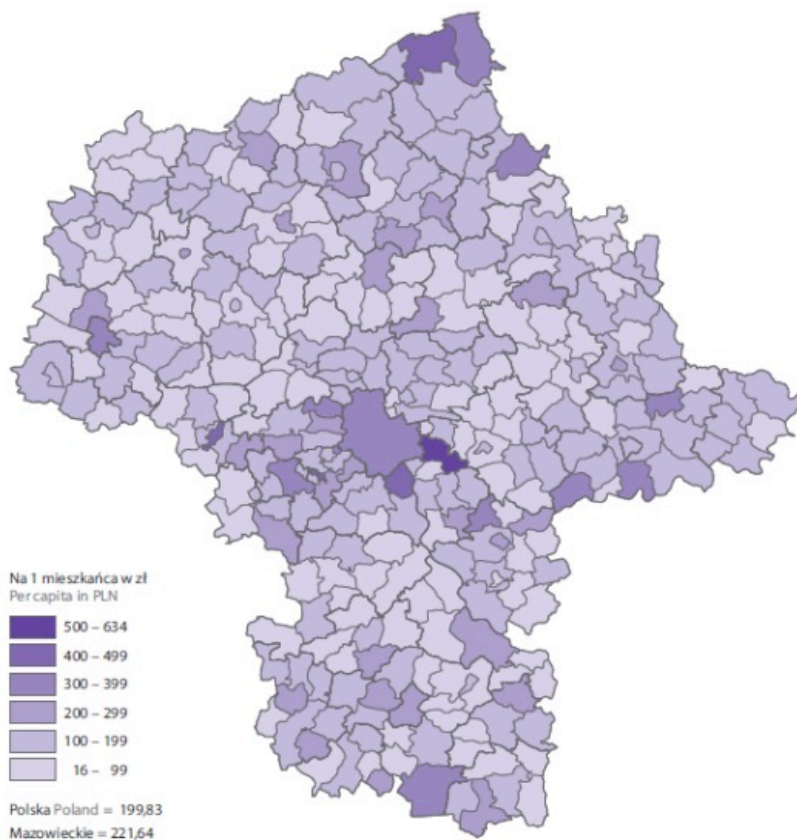 Na 1 mieszkańca w zł
Per capita in PLN
500 – 634
400 – 499
300 – 399
200 – 299
100 – 199
16 – 99
Polska Poland = 199,83
Mazowieckie = 221,64